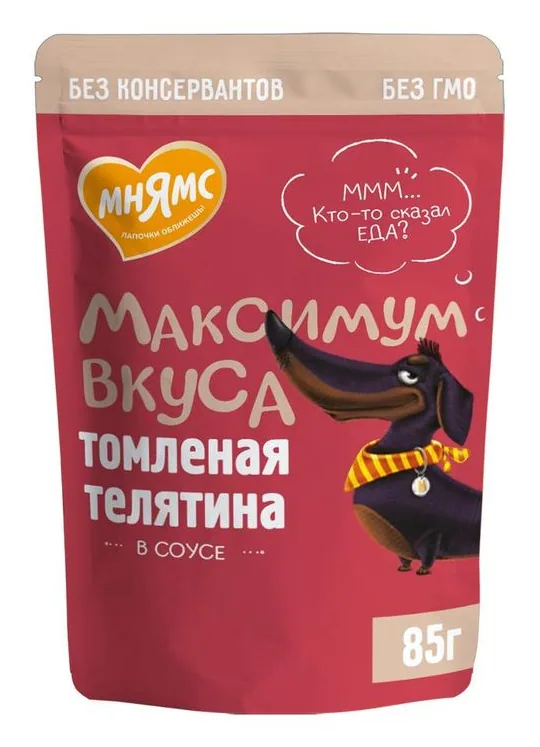 БЕЗ КОНСЕРВАНТОВ БЕЗ ГМО
МНЯМС
ЛАПОЧКИ ОБЛИЖЕШЬ!
МММ...
Кто-то сказал
ЕДА?
МАКСИМУМ
ВКУСА
ТОМЛЕНАЯ
ТЕЛЯТИНА
В СОУСЕ
85г